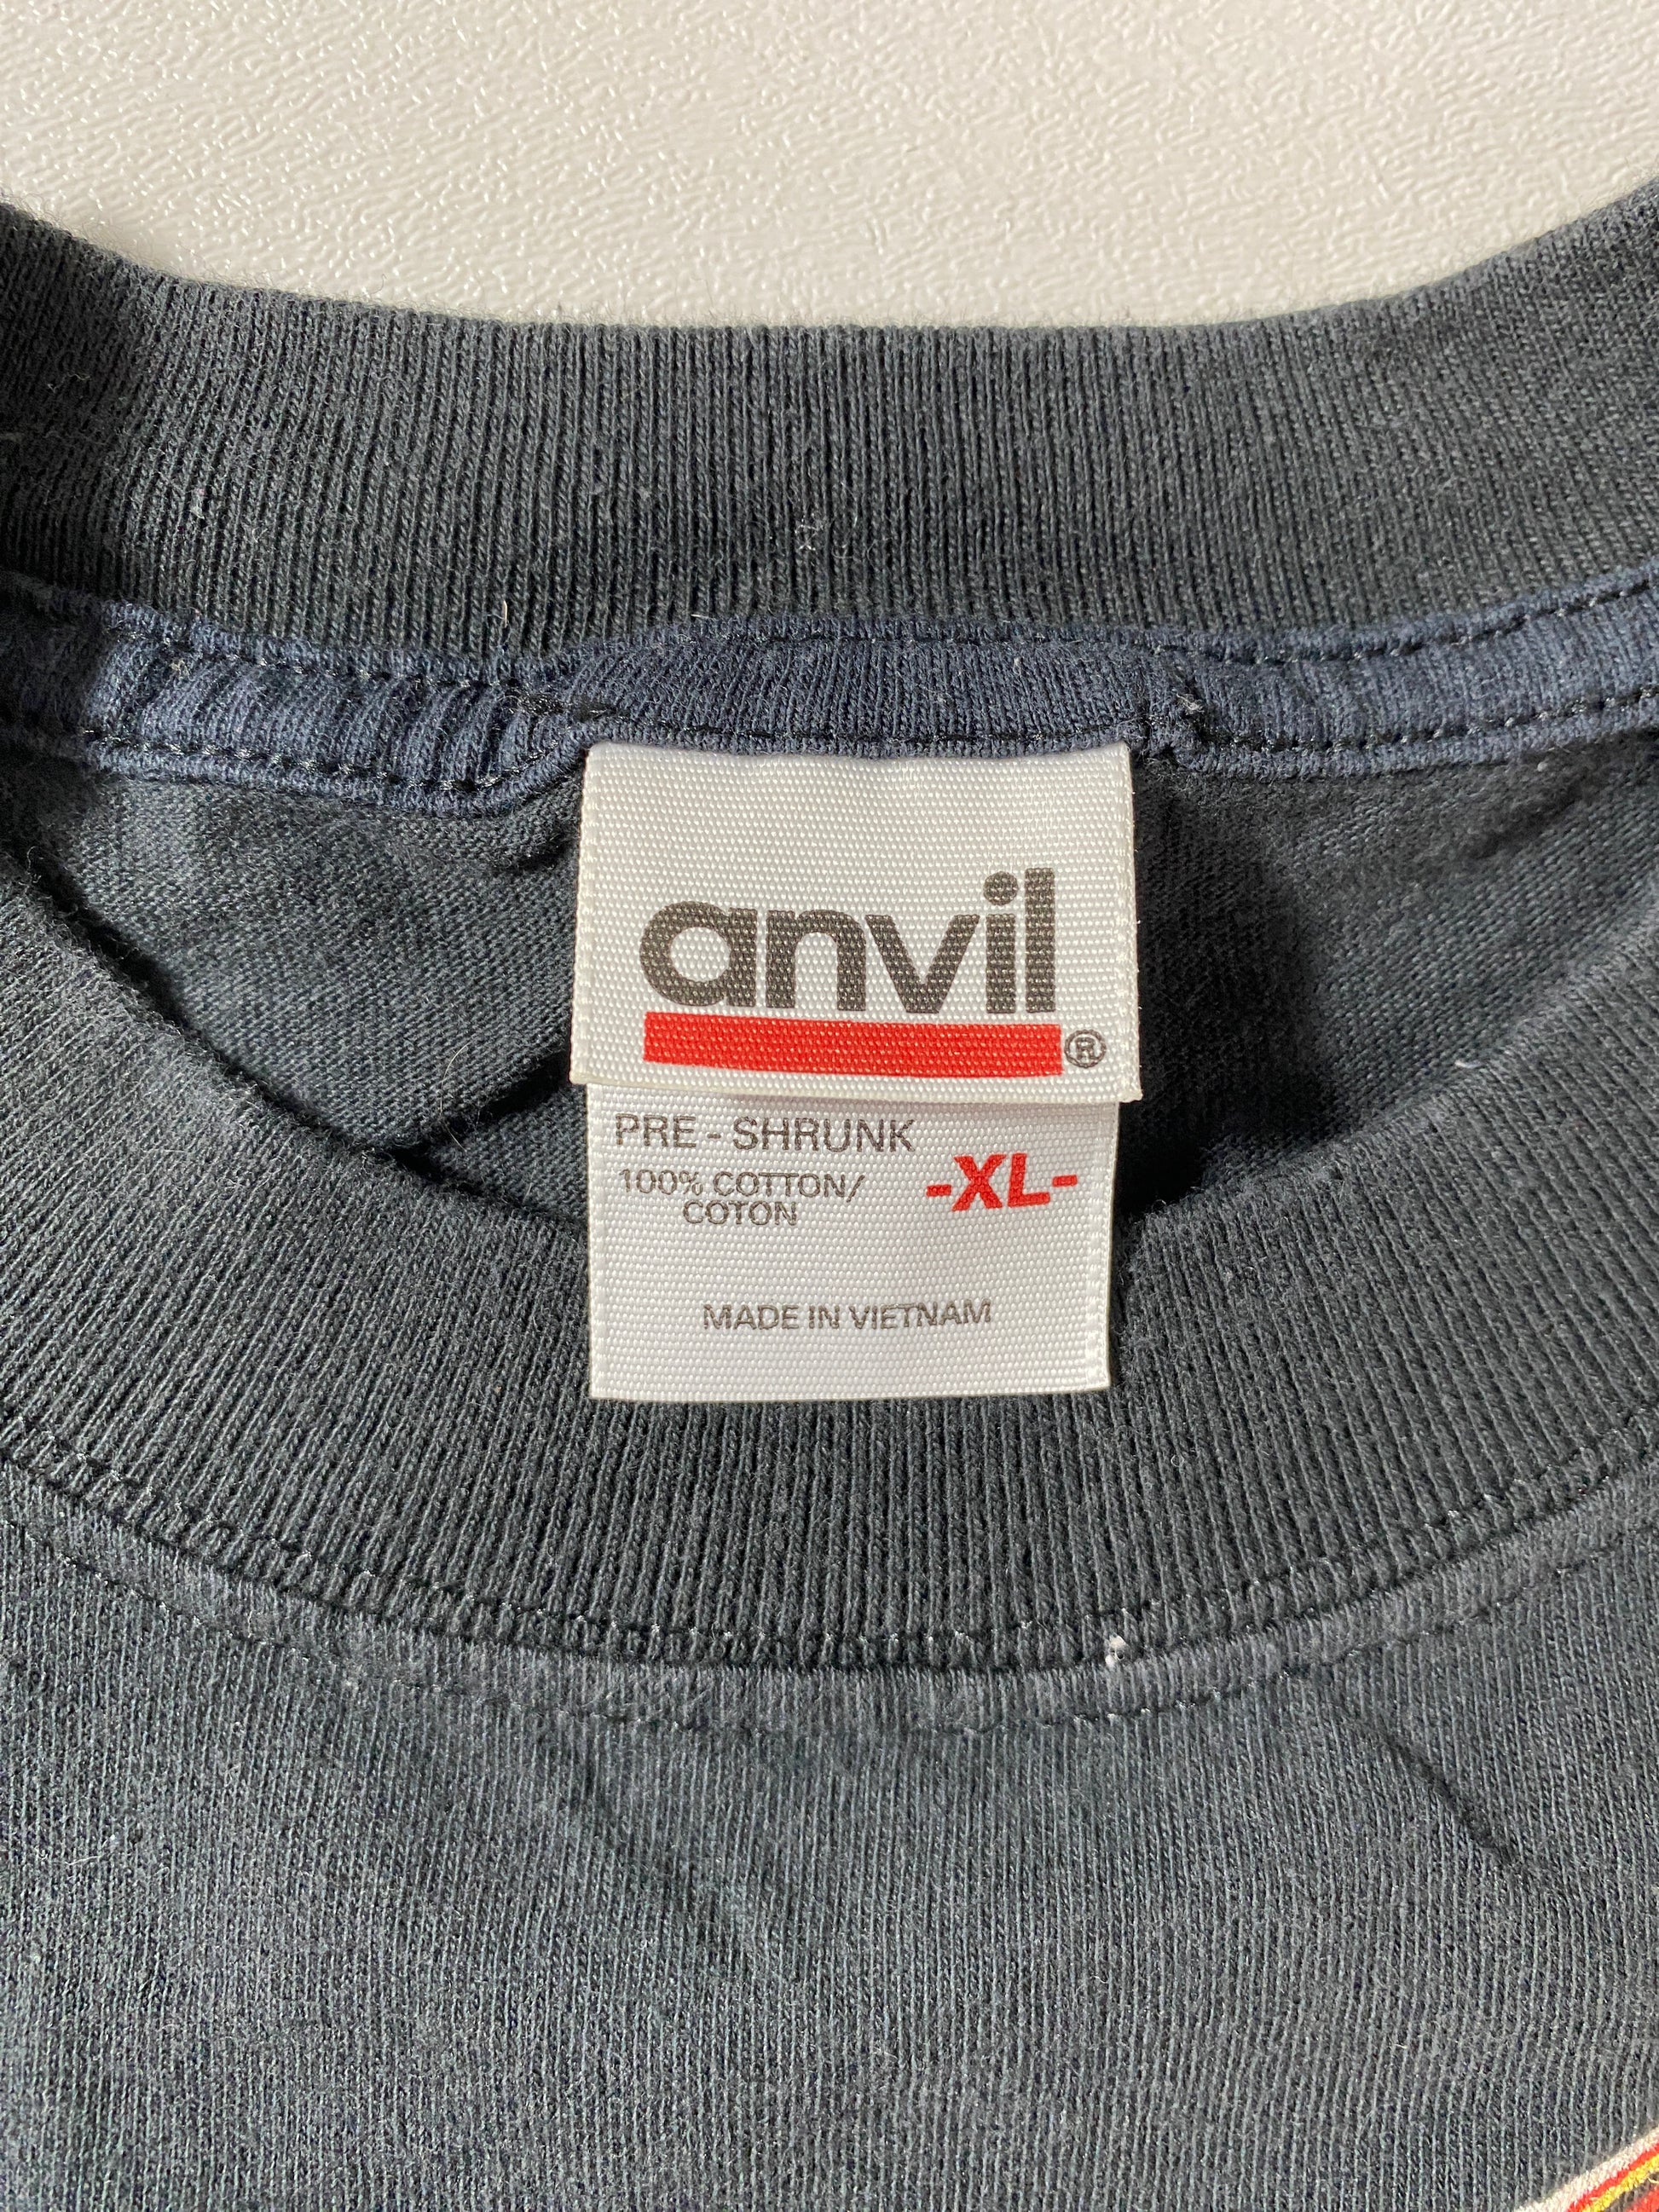 anvil
®
PRE - SHRUNK
100% COTTON/
COTON
-XL-
MADE IN VIETNAM